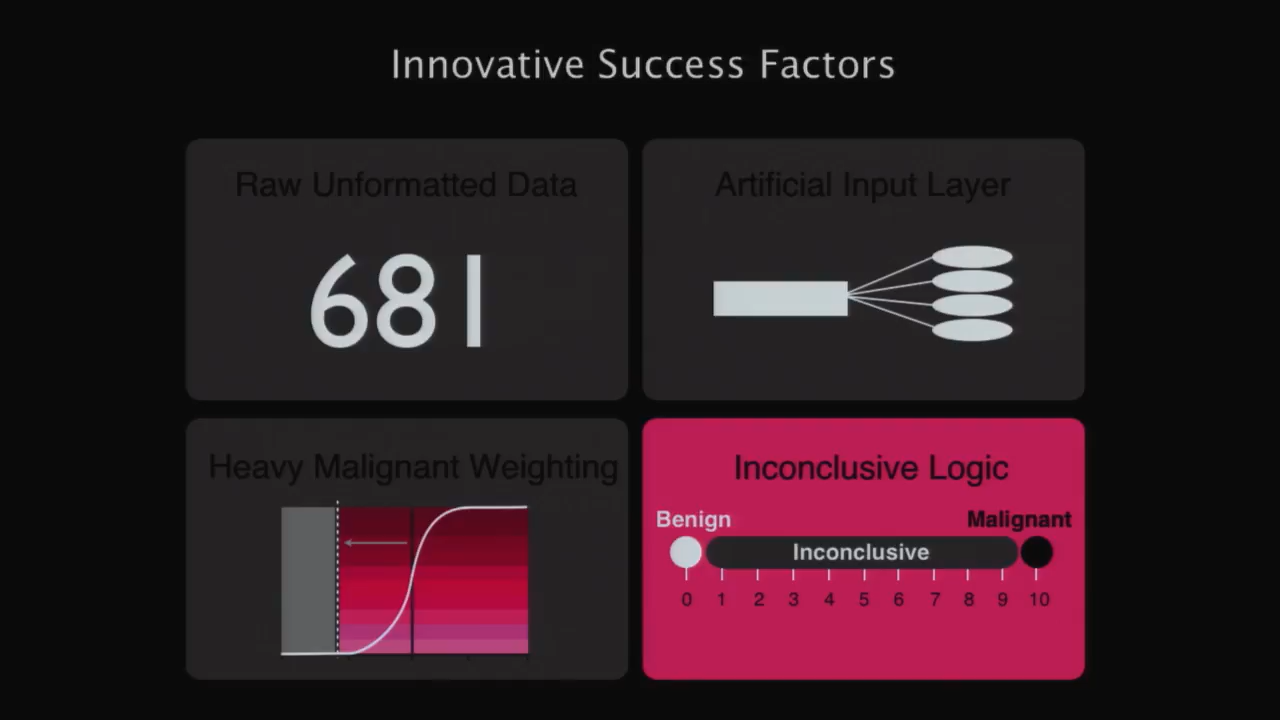 Innovative Success Factors
Raw Unformatted Data
681
Artificial Input Layer
Heavy Malignant Weighting
Inconclusive Logic
Benign Malignant
Inconclusive
0 1 2 3 4 5 6 7 8 9 10